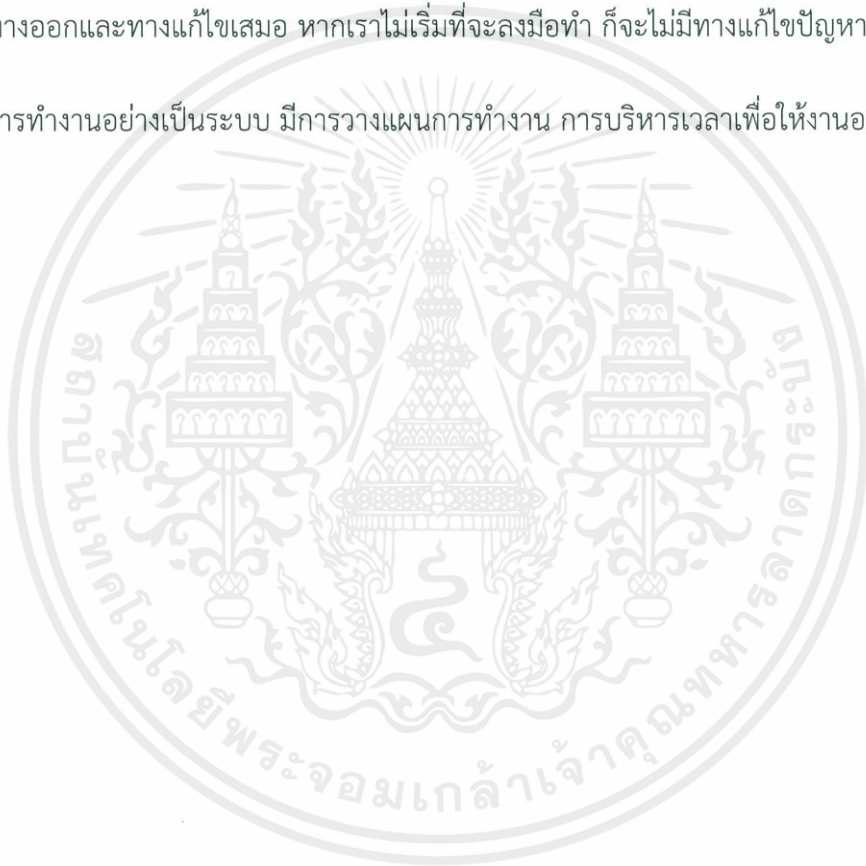 ทางออกและทางแก้ไขเสมอ หากเราไม่เริ่มที่จะลงมือทำ ก็จะไม่มีทางแก้ไขปัญหา
การทำงานอย่างเป็นระบบ มีการวางแผนการทำงาน การบริหารเวลาเพื่อให้งานอ
สถาบันเทคโนโลยีพระจอมเกล้าเจ้าคุณทหารลาดกระบัง
๔